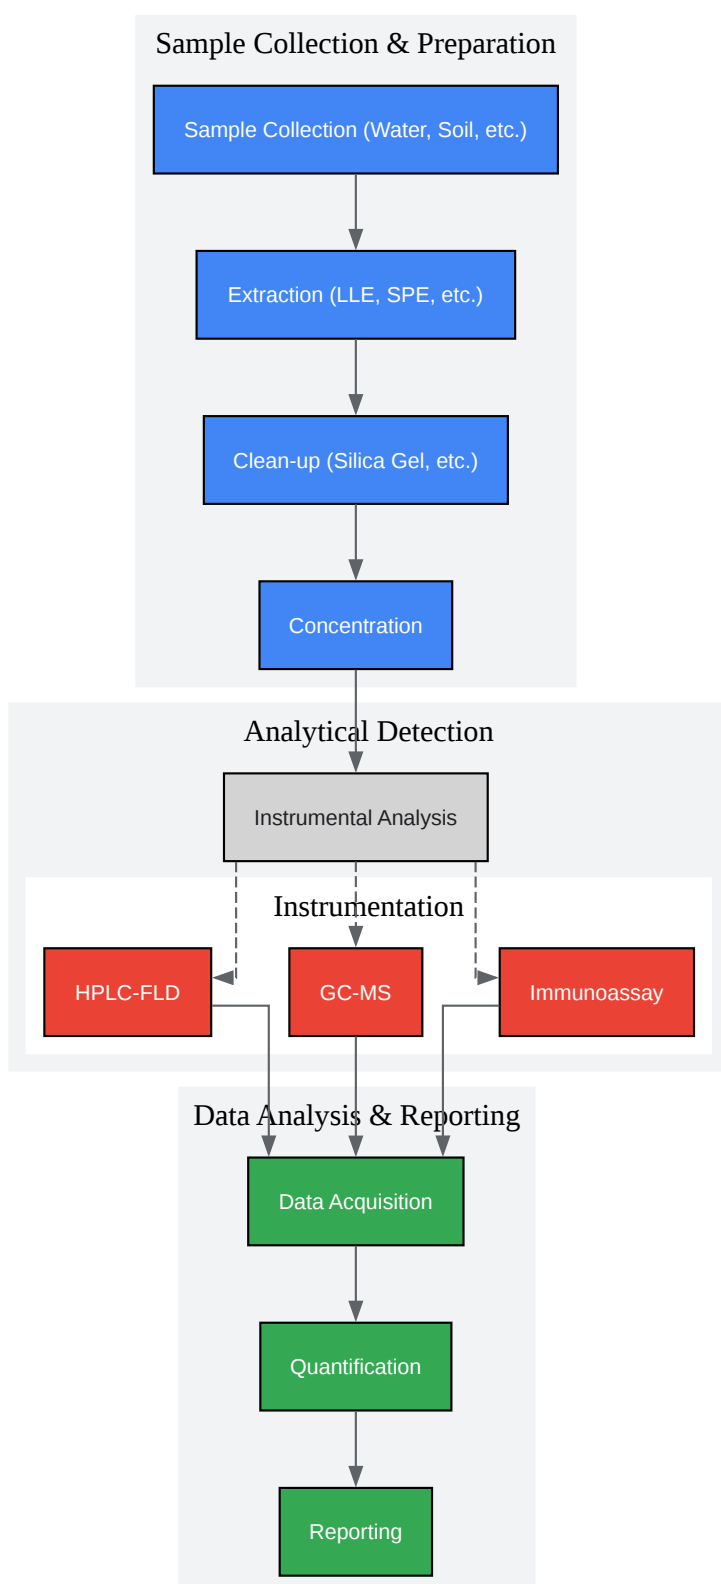 Sample Collection & Preparation
Sample Collection (Water, Soil, etc.)
Extraction (LLE, SPE, etc.)
Clean-up (Silica Gel, etc.)
Concentration
Analytical Detection
Instrumental Analysis
Instrumentation
HPLC-FLD
GC-MS
Immunoassay
Data Analysis & Reporting
Data Acquisition
Quantification
Reporting